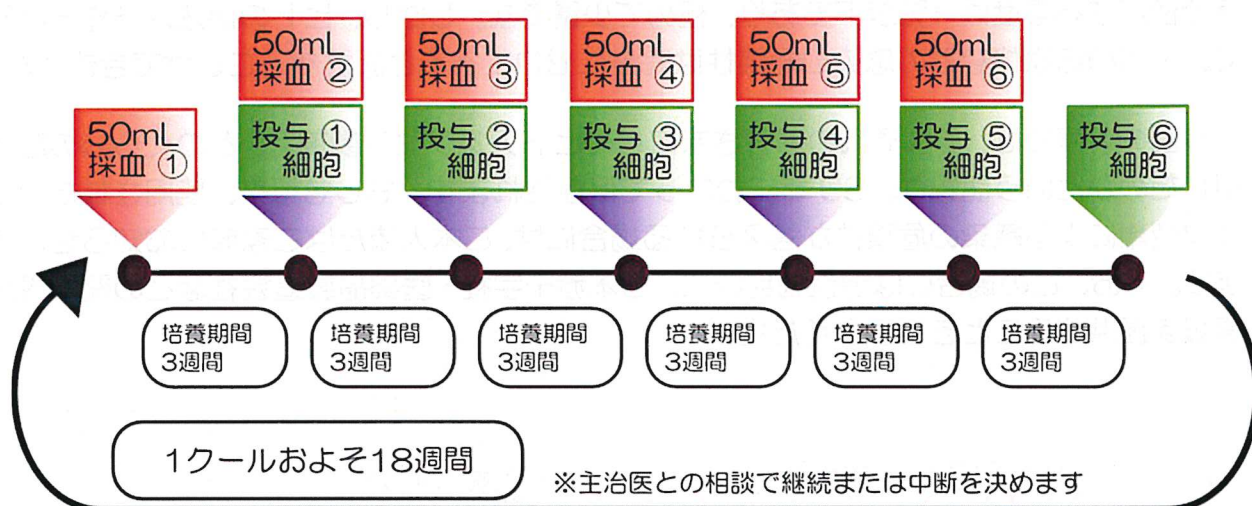 50mL
採血 ②
50mL
採血 ③
50mL
採血 ④
50mL
採血 ⑤
50mL
採血 ⑥
50mL
採血 ①
投与 ①
細胞
投与 ②
細胞
投与 ③
細胞
投与 ④
細胞
投与 ⑤
細胞
投与 ⑥
細胞
培養期間
3週間
培養期間
3週間
培養期間
3週間
培養期間
3週間
培養期間
3週間
培養期間
3週間
1クールおよそ18週間
※主治医との相談で継続または中断を決めます